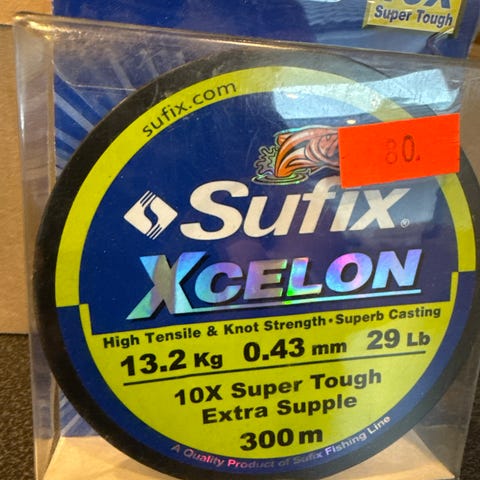 Super Tough
sufix.com
80.
Sufix®
XCELON
High Tensile & Knot Strength • Superb Casting
13.2 Kg 0.43 mm 29 Lb
10X Super Tough
Extra Supple
300 m
A Quality Product of Sufix Fishing Line